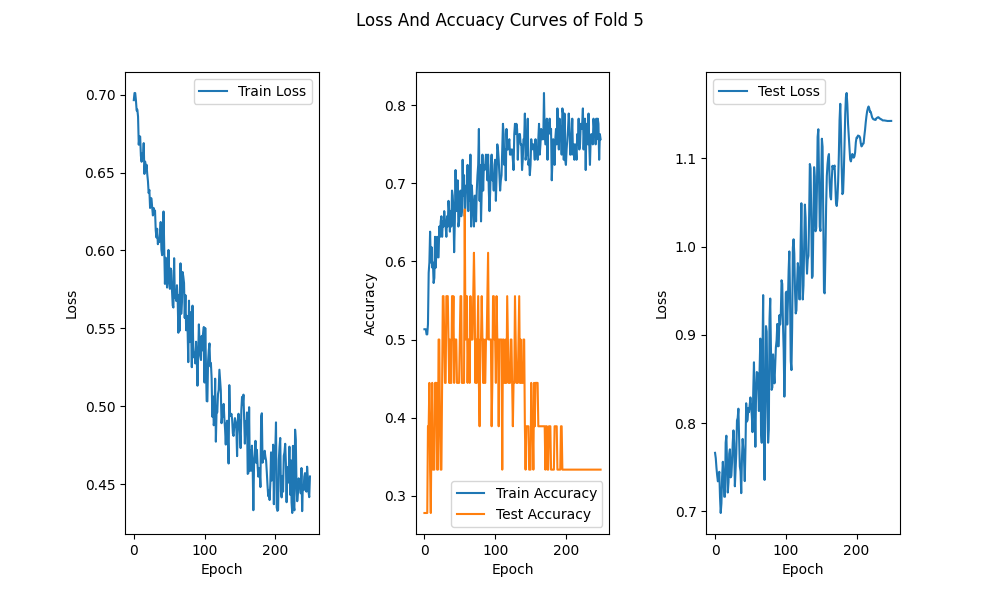 Loss And Accuacy Curves of Fold 5
Train Loss
0.70
0.65
0.60
0.55
0.50
0.45
Loss
0
100
200
Epoch
0.8
0.7
0.6
0.5
0.4
0.3
Accuracy
Train Accuracy
Test Accuracy
0
100
200
Epoch
Test Loss
1.1
1.0
0.9
0.8
0.7
Loss
0
100
200
Epoch